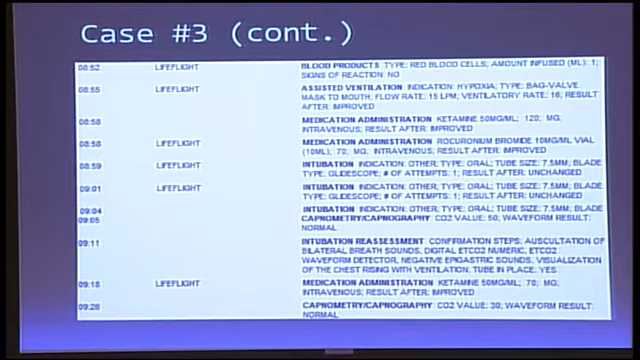 Case #3 (cont.)
08:52 LIFEFLIGHT BLOOD PRODUCTS TYPE: RED BLOOD CELLS; AMOUNT INFUSED (ML): 1;
SIGNS OF REACTION: NO
08:55 LIFEFLIGHT ASSISTED VENTILATION INDICATION: HYPOXIA; TYPE: BAG-VALVE
MASK TO MOUTH; FLOW RATE: 15 LPM; VENTILATORY RATE: 16; RESULT
AFTER: IMPROVED
08:58 MEDICATION ADMINISTRATION KETAMINE 50MG/ML; 120; MG;
INTRAVENOUS; RESULT AFTER: IMPROVED
08:58 LIFEFLIGHT MEDICATION ADMINISTRATION ROCURONIUM BROMIDE 10MG/ML VIAL
(10ML); 70; MG; INTRAVENOUS; RESULT AFTER: IMPROVED
08:59 LIFEFLIGHT INTUBATION INDICATION: OTHER; TYPE: ORAL; TUBE SIZE: 7.5MM; BLADE
TYPE: GLIDESCOPE; # OF ATTEMPTS: 1; RESULT AFTER: UNCHANGED
09:01 LIFEFLIGHT INTUBATION INDICATION: OTHER; TYPE: ORAL; TUBE SIZE: 7.5MM; BLADE
TYPE: GLIDESCOPE; # OF ATTEMPTS: 1; RESULT AFTER: UNCHANGED
09:04 INTUBATION INDICATION: OTHER; TYPE: ORAL; TUBE SIZE: 7.5MM; BLADE
09:05 CAPNOMETRY/CAPNOGRAPHY: CO2 VALUE: 50; WAVEFORM RESULT:
NORMAL
09:11 INTUBATION REASSESSMENT: CONFIRMATION STEPS: AUSCULTATION OF
BILATERAL BREATH SOUNDS, DIGITAL ETCO2 NUMERIC, ETCO2
WAVEFORM DETECTOR, NEGATIVE EPIGASTRIC SOUNDS, VISUALIZATION
OF THE CHEST RISING WITH VENTILATION; TUBE IN PLACE: YES
09:18 LIFEFLIGHT MEDICATION ADMINISTRATION KETAMINE 50MG/ML; 70; MG;
INTRAVENOUS; RESULT AFTER: IMPROVED
09:26 CAPNOMETRY/CAPNOGRAPHY: CO2 VALUE: 30; WAVEFORM RESULT:
NORMAL